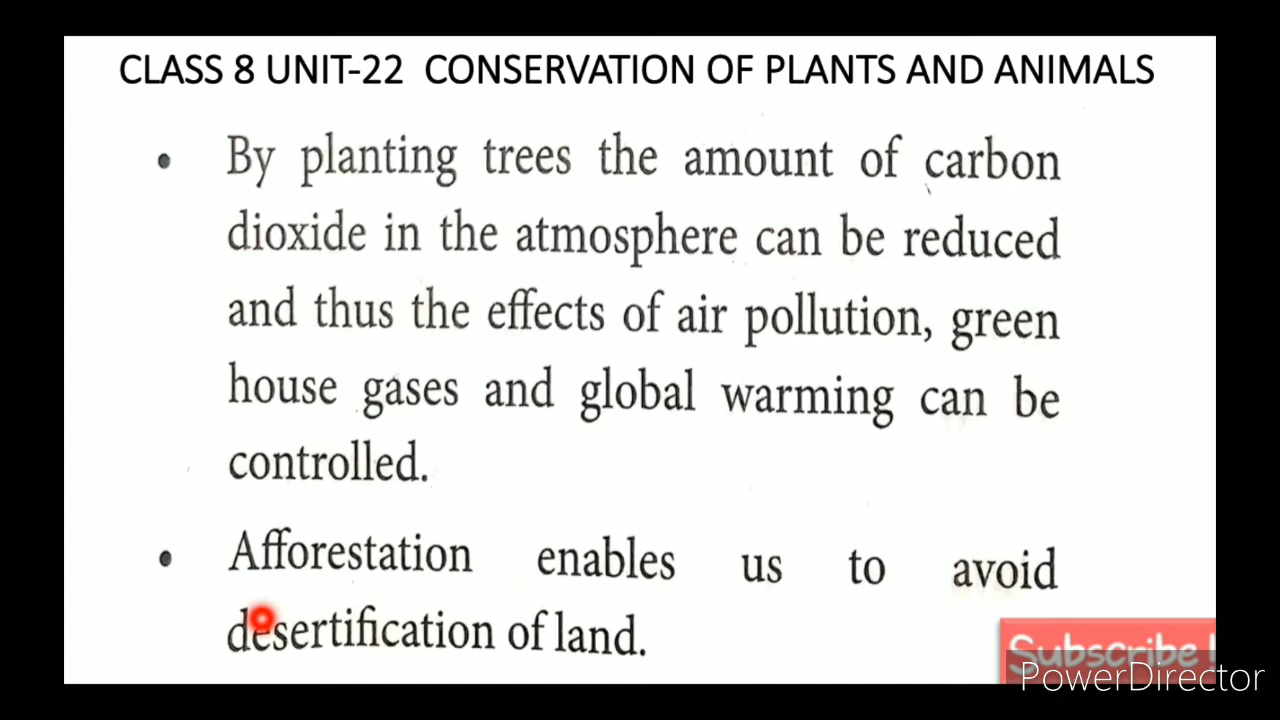 CLASS 8 UNIT-22 CONSERVATION OF PLANTS AND ANIMALS
• By planting trees the amount of carbon
dioxide in the atmosphere can be reduced
and thus the effects of air pollution, green
house gases and global warming can be
controlled.
• Afforestation enables us to avoid
desertification of land.
Subscribe !
PowerDirector